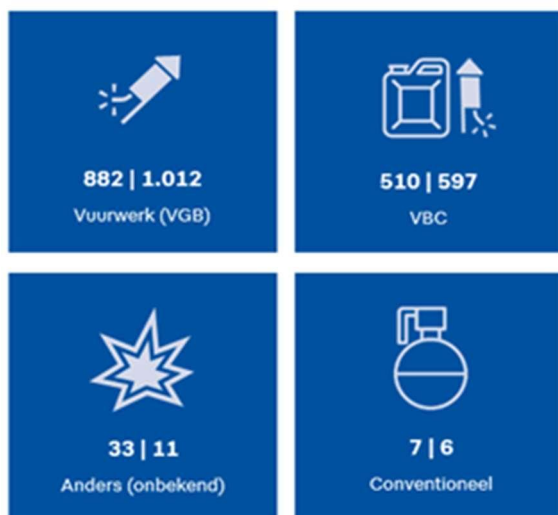 882 | 1.012
Vuurwerk (VGB)
510 | 597
VBC
33 | 11
Anders (onbekend)
7 | 6
Conventioneel